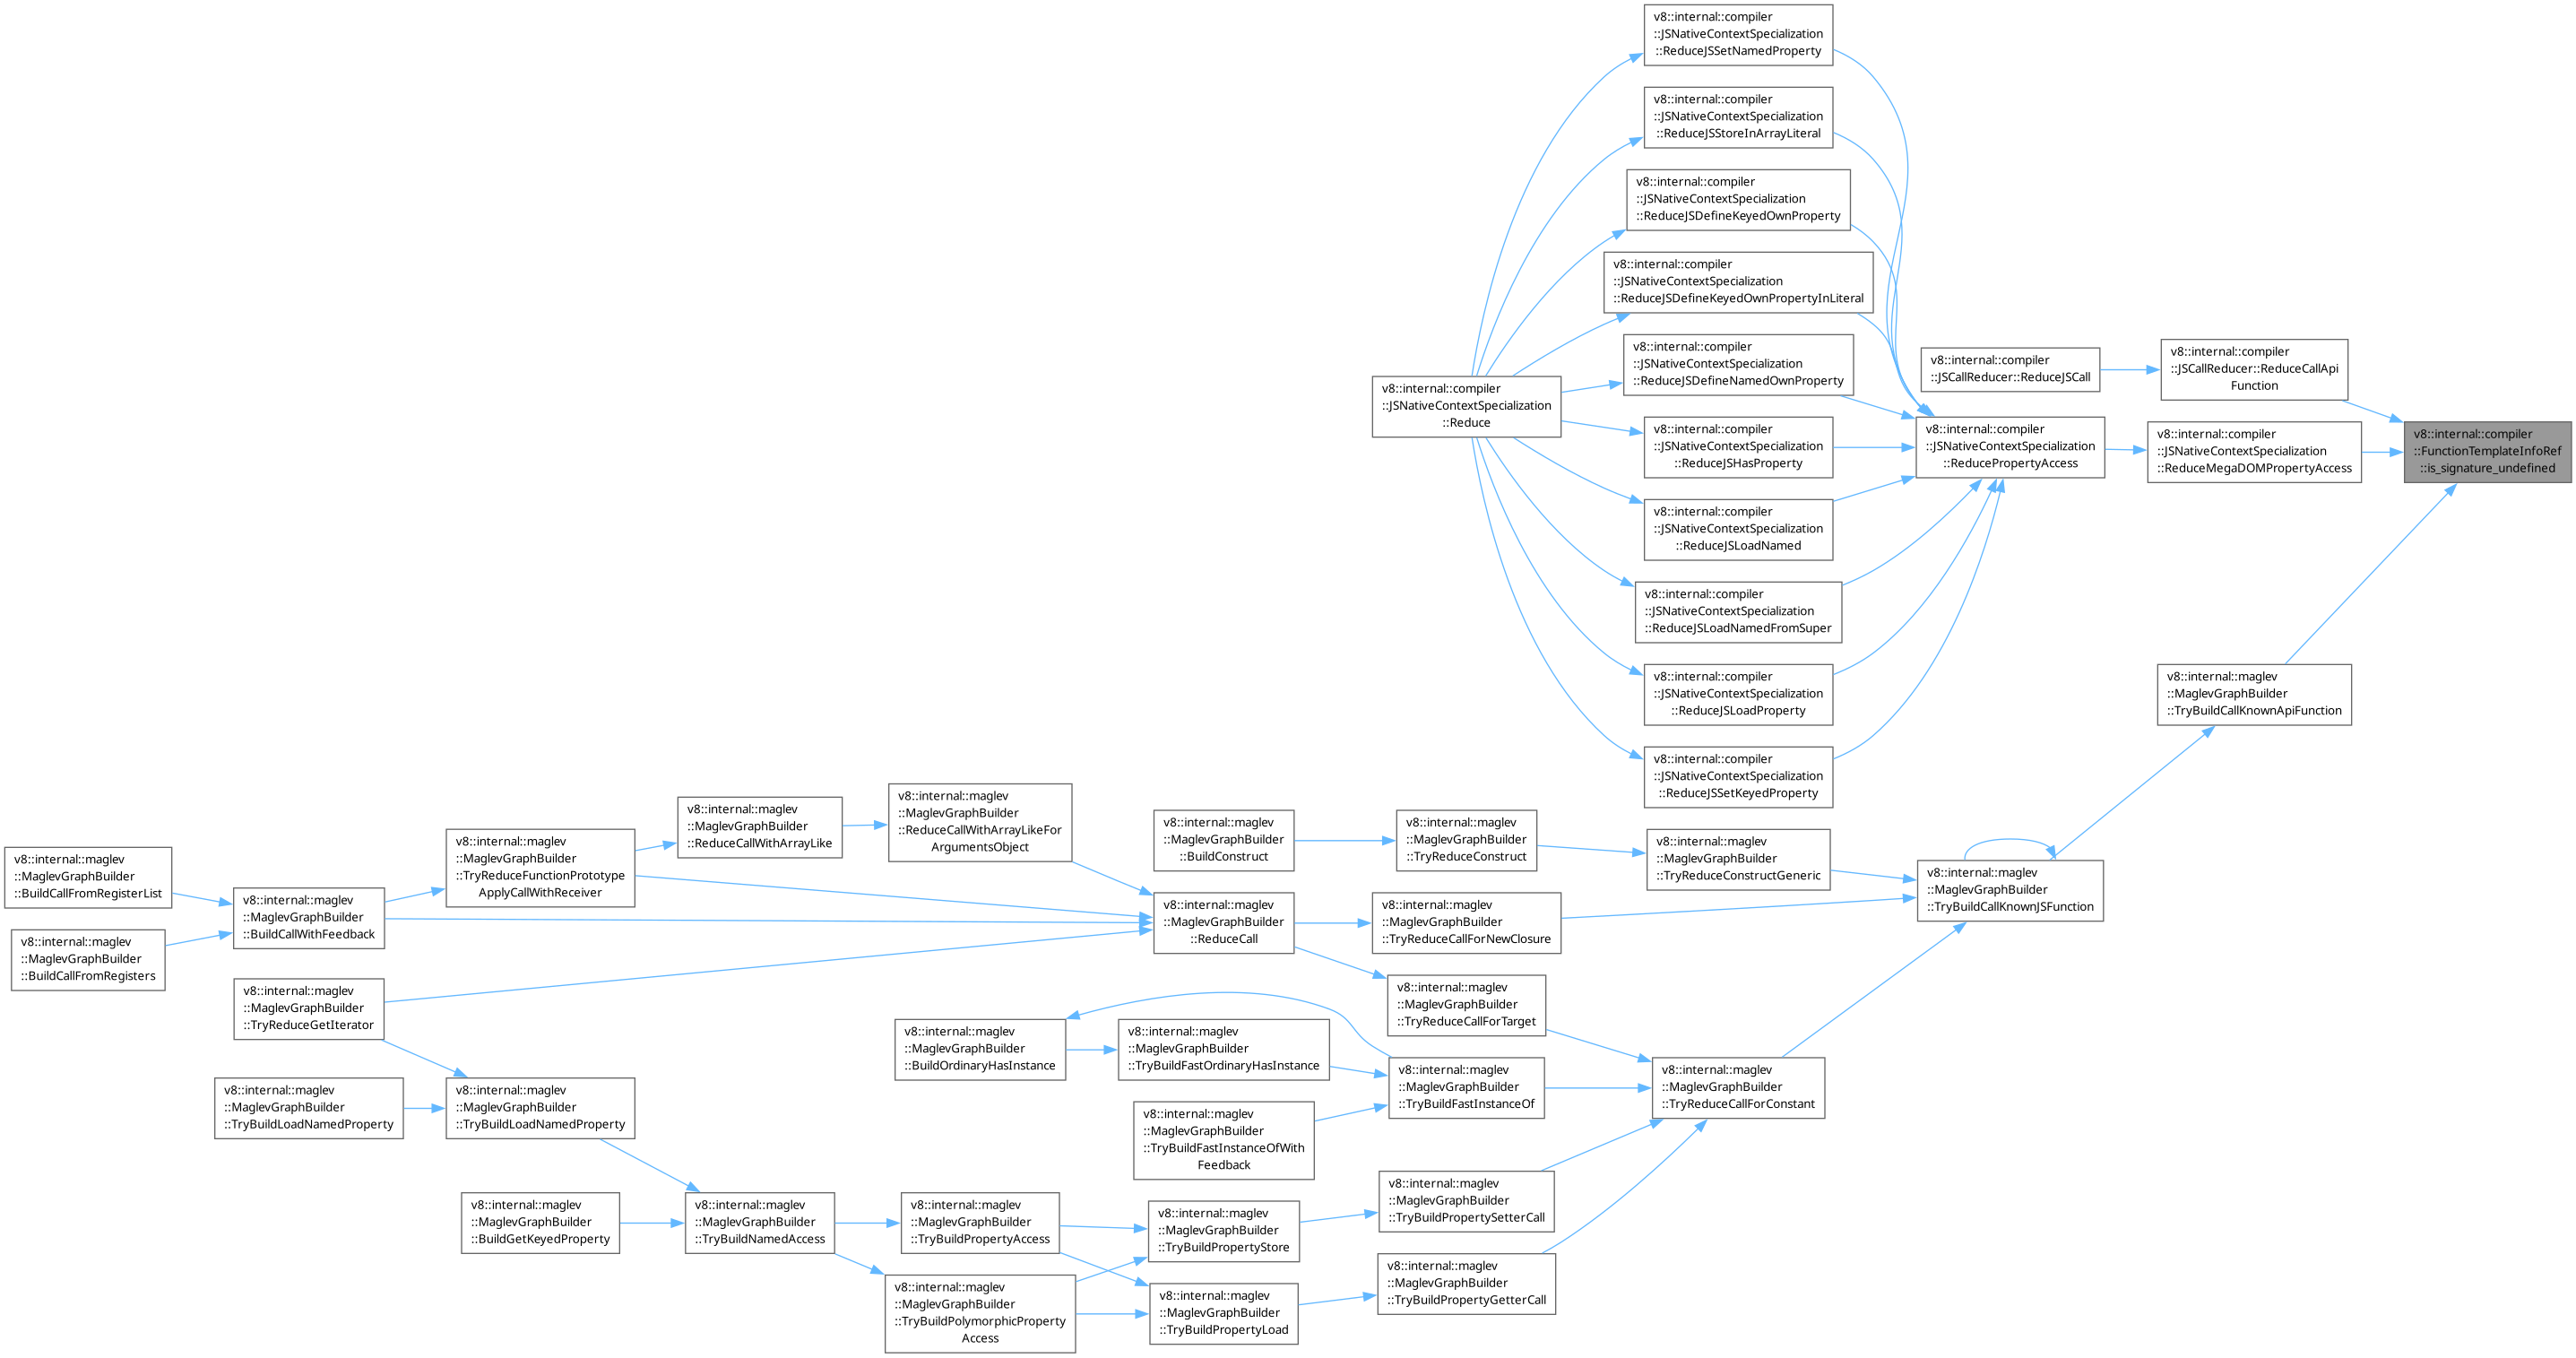 v8::internal::compiler
::JSNativeContextSpecialization
::ReduceJSSetNamedProperty
v8::internal::compiler
::JSNativeContextSpecialization
::ReduceJSStoreInArrayLiteral
v8::internal::compiler
::JSNativeContextSpecialization
::ReduceJSDefineKeyedOwnProperty
v8::internal::compiler
::JSNativeContextSpecialization
::ReduceJSDefineKeyedOwnPropertyInLiteral
v8::internal::compiler
::JSNativeContextSpecialization
::ReduceJSDefineNamedOwnProperty
v8::internal::compiler
::JSCallReducer::ReduceJSCall
v8::internal::compiler
::JSCallReducer::ReduceCallApi
Function
v8::internal::compiler
::JSNativeContextSpecialization
::Reduce
v8::internal::compiler
::JSNativeContextSpecialization
::ReduceJSHasProperty
v8::internal::compiler
::JSNativeContextSpecialization
::ReducePropertyAccess
v8::internal::compiler
::JSNativeContextSpecialization
::ReduceMegaDOMPropertyAccess
v8::internal::compiler
::FunctionTemplateInfoRef
::is_signature_undefined
v8::internal::compiler
::JSNativeContextSpecialization
::ReduceJSLoadNamed
v8::internal::compiler
::JSNativeContextSpecialization
::ReduceJSLoadNamedFromSuper
v8::internal::compiler
::JSNativeContextSpecialization
::ReduceJSLoadProperty
v8::internal::maglev
::MaglevGraphBuilder
::TryBuildCallKnownApiFunction
v8::internal::compiler
::JSNativeContextSpecialization
::ReduceJSSetKeyedProperty
v8::internal::maglev
::MaglevGraphBuilder
::ReduceCallWithArrayLikeFor
ArgumentsObject
v8::internal::maglev
::MaglevGraphBuilder
::ReduceCallWithArrayLike
v8::internal::maglev
::MaglevGraphBuilder
::BuildConstruct
v8::internal::maglev
::MaglevGraphBuilder
::TryReduceConstruct
v8::internal::maglev
::MaglevGraphBuilder
::TryReduceConstructGeneric
v8::internal::maglev
::MaglevGraphBuilder
::TryReduceFunctionPrototype
ApplyCallWithReceiver
v8::internal::maglev
::MaglevGraphBuilder
::BuildCallFromRegisterList
v8::internal::maglev
::MaglevGraphBuilder
::TryBuildCallKnownJSFunction
v8::internal::maglev
::MaglevGraphBuilder
::BuildCallWithFeedback
v8::internal::maglev
::MaglevGraphBuilder
::ReduceCall
v8::internal::maglev
::MaglevGraphBuilder
::TryReduceCallForNewClosure
v8::internal::maglev
::MaglevGraphBuilder
::BuildCallFromRegisters
v8::internal::maglev
::MaglevGraphBuilder
::TryReduceGetIterator
v8::internal::maglev
::MaglevGraphBuilder
::TryReduceCallForTarget
v8::internal::maglev
::MaglevGraphBuilder
::BuildOrdinaryHasInstance
v8::internal::maglev
::MaglevGraphBuilder
::TryBuildFastOrdinaryHasInstance
v8::internal::maglev
::MaglevGraphBuilder
::TryBuildFastInstanceOf
v8::internal::maglev
::MaglevGraphBuilder
::TryReduceCallForConstant
v8::internal::maglev
::MaglevGraphBuilder
::TryBuildLoadNamedProperty
v8::internal::maglev
::MaglevGraphBuilder
::TryBuildLoadNamedProperty
v8::internal::maglev
::MaglevGraphBuilder
::TryBuildFastInstanceOfWith
Feedback
v8::internal::maglev
::MaglevGraphBuilder
::TryBuildPropertySetterCall
v8::internal::maglev
::MaglevGraphBuilder
::BuildGetKeyedProperty
v8::internal::maglev
::MaglevGraphBuilder
::TryBuildNamedAccess
v8::internal::maglev
::MaglevGraphBuilder
::TryBuildPropertyAccess
v8::internal::maglev
::MaglevGraphBuilder
::TryBuildPropertyStore
v8::internal::maglev
::MaglevGraphBuilder
::TryBuildPropertyGetterCall
v8::internal::maglev
::MaglevGraphBuilder
::TryBuildPolymorphicProperty
Access
v8::internal::maglev
::MaglevGraphBuilder
::TryBuildPropertyLoad